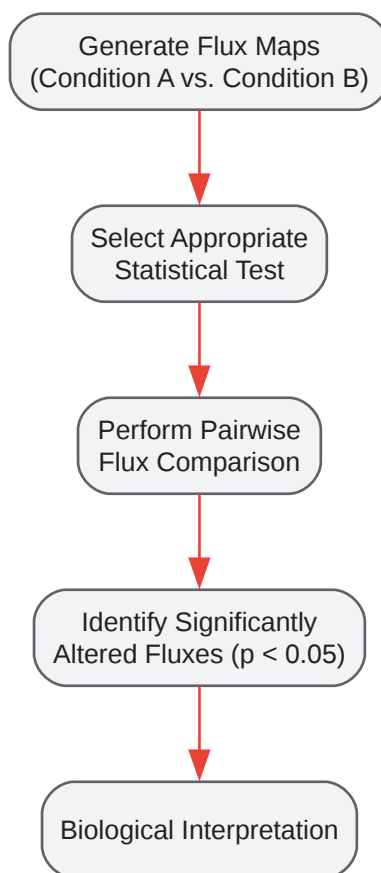 Generate Flux Maps
(Condition A vs. Condition B)
Select Appropriate
Statistical Test
Perform Pairwise
Flux Comparison
Identify Significantly
Altered Fluxes (p < 0.05)
Biological Interpretation